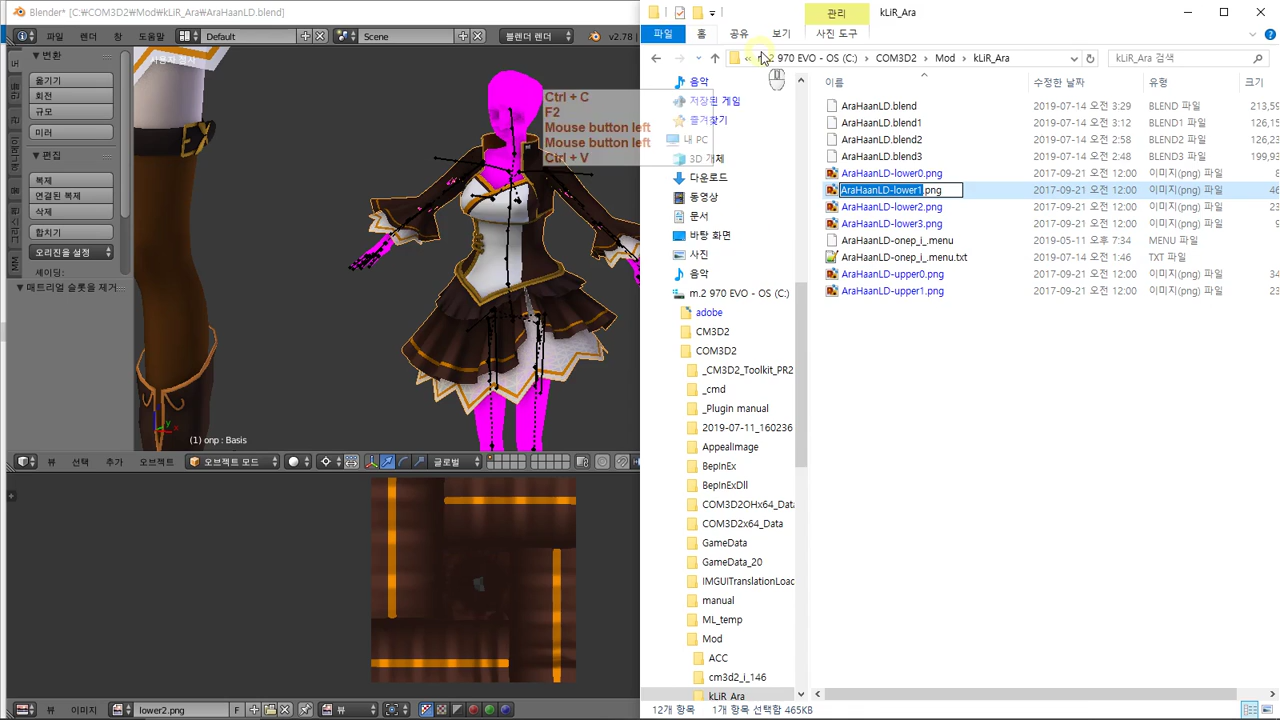 Blender* [C:₩COM3D2₩Mod₩kLiR_Ara₩AraHaanLD.blend]
파일 렌더 창 도움말 Default Scene 블렌더 렌더 v2.78
변환
옮기기
회전
규모
미러
편집
복제
연결된 복제
삭제
합치기
오리진을 설정
셰이딩:
매트리얼 슬롯을 제거
사용자 정사
EX
Ctrl + C
F2
Mouse button left
Mouse button left
Ctrl + V
(1) onp : Basis
뷰 선택 추가 오브젝트 오브젝트 모드 글로벌
뷰 이미지 lower2.png F 뷰
관리 kLiR_Ara
파일 홈 공유 보기 사진 도구
970 EVO - OS (C:) COM3D2 Mod kLiR_Ara kLiR_Ara 검색
음악
저장된 게임
즐겨찾기
내 PC
3D 개체
다운로드
동영상
문서
바탕 화면
사진
음악
m.2 970 EVO - OS (C:)
adobe
CM3D2
COM3D2
_CM3D2_Toolkit_PR2
_cmd
_Plugin manual
2019-07-11_160236
AppealImage
BepInEx
BepInExDll
COM3D2OHx64_Data
COM3D2x64_Data
GameData
GameData_20
IMGUITranslationLoad
manual
ML_temp
Mod
ACC
cm3d2_i_146
kLiR_Ara
이름 수정한 날짜 유형 크기
AraHaanLD.blend 2019-07-14 오전 3:29 BLEND 파일 213,5
AraHaanLD.blend1 2019-07-14 오전 3:12 BLEND1 파일 126,15
AraHaanLD.blend2 2019-07-14 오전 2:58 BLEND2 파일 126,23
AraHaanLD.blend3 2019-07-14 오전 2:48 BLEND3 파일 199,93
AraHaanLD-lower0.png 2017-09-21 오전 12:00 이미지(png) 파일 8
AraHaanLD-lower1.png 2017-09-21 오전 12:00 이미지(png) 파일 46
AraHaanLD-lower2.png 2017-09-21 오전 12:00 이미지(png) 파일 23
AraHaanLD-lower3.png 2017-09-21 오전 12:00 이미지(png) 파일
AraHaanLD-onep_i_.menu 2019-05-11 오후 7:34 MENU 파일
AraHaanLD-onep_i_.menu.txt 2019-07-14 오전 1:46 TXT 파일
AraHaanLD-upper0.png 2017-09-21 오전 12:00 이미지(png) 파일 23
AraHaanLD-upper1.png 2017-09-21 오전 12:00 이미지(png) 파일 34
12개 항목 1개 항목 선택함 465KB